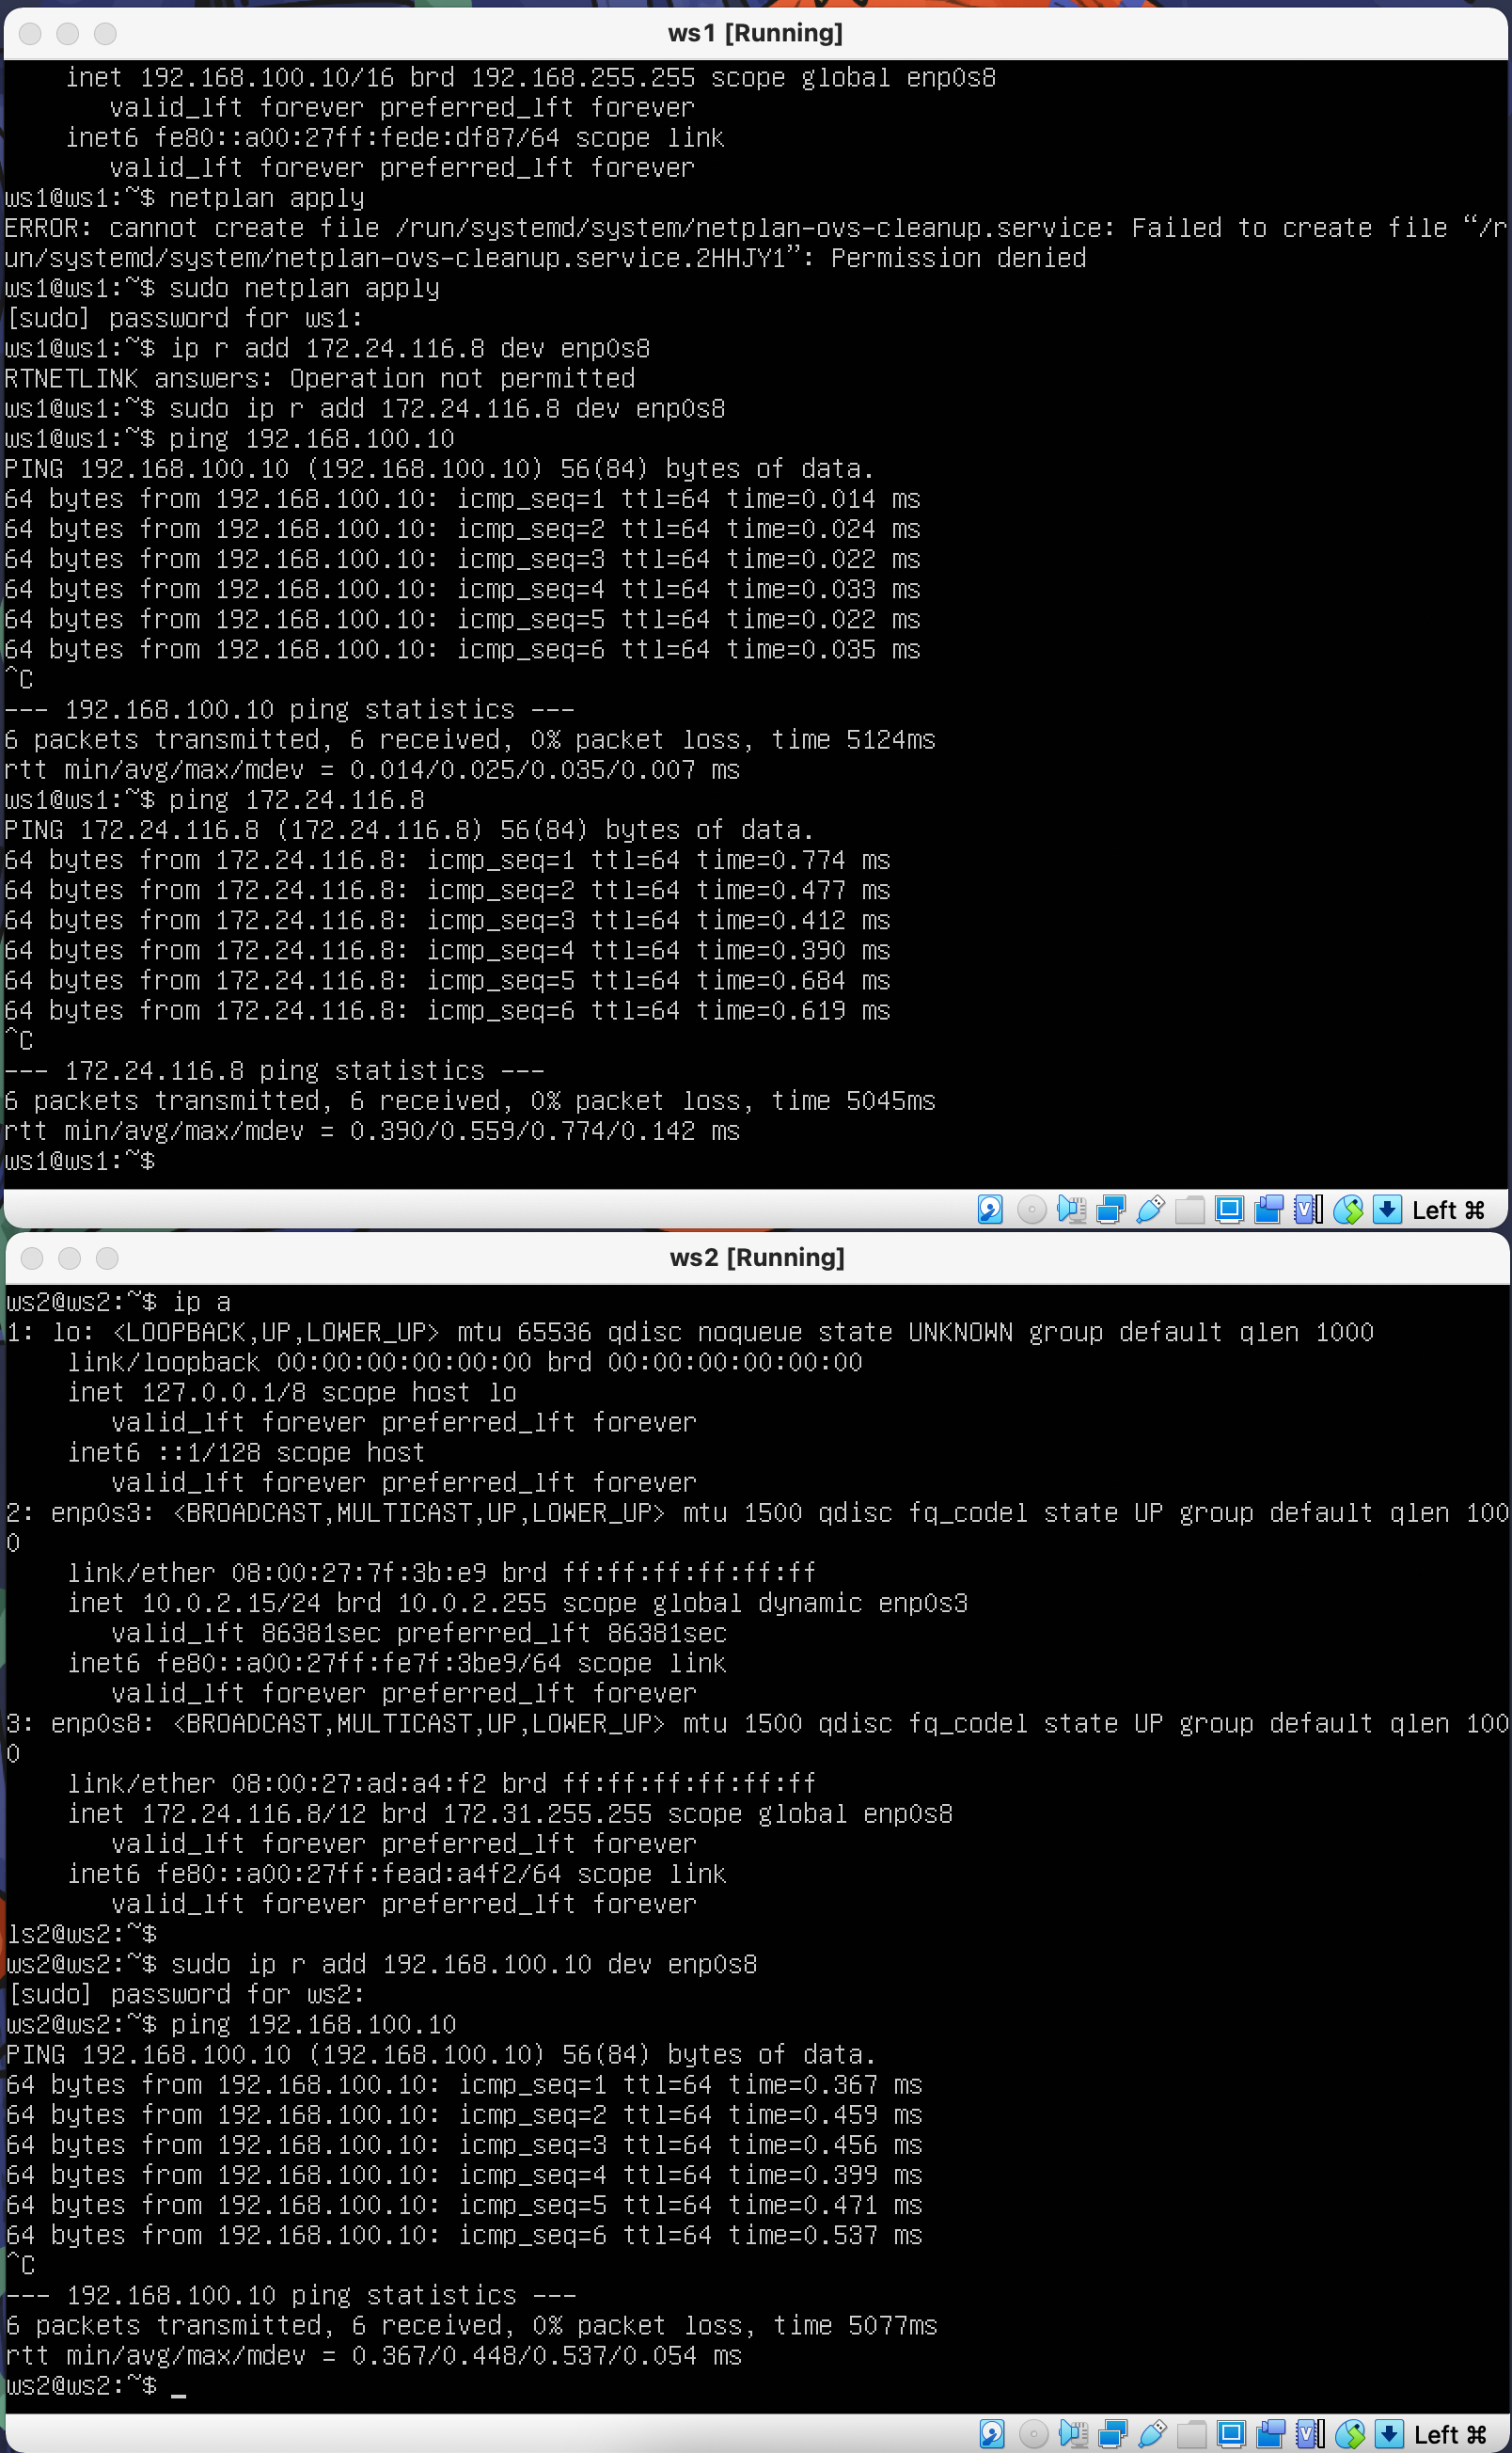 ws1 [Running]
inet 192.168.100.10/16 brd 192.168.255.255 scope global enp0s8
valid_lft forever preferred_lft forever
inet6 fe80::a00:27ff:fede:df87/64 scope link
valid_lft forever preferred_lft forever
ws1@ws1:~$ netplan apply
ERROR: cannot create file /run/systemd/system/netplan-ovs-cleanup.service: Failed to create file “/r
un/systemd/system/netplan-ovs-cleanup.service.2HHJY1”: Permission denied
ws1@ws1:~$ sudo netplan apply
[sudo] password for ws1:
ws1@ws1:~$ ip r add 172.24.116.8 dev enp0s8
RTNETLINK answers: Operation not permitted
ws1@ws1:~$ sudo ip r add 172.24.116.8 dev enp0s8
ws1@ws1:~$ ping 192.168.100.10
PING 192.168.100.10 (192.168.100.10) 56(84) bytes of data.
64 bytes from 192.168.100.10: icmp_seq=1 ttl=64 time=0.014 ms
64 bytes from 192.168.100.10: icmp_seq=2 ttl=64 time=0.024 ms
64 bytes from 192.168.100.10: icmp_seq=3 ttl=64 time=0.022 ms
64 bytes from 192.168.100.10: icmp_seq=4 ttl=64 time=0.033 ms
64 bytes from 192.168.100.10: icmp_seq=5 ttl=64 time=0.022 ms
64 bytes from 192.168.100.10: icmp_seq=6 ttl=64 time=0.035 ms
^C
--- 192.168.100.10 ping statistics ---
6 packets transmitted, 6 received, 0% packet loss, time 5124ms
rtt min/avg/max/mdev = 0.014/0.025/0.035/0.007 ms
ws1@ws1:~$ ping 172.24.116.8
PING 172.24.116.8 (172.24.116.8) 56(84) bytes of data.
64 bytes from 172.24.116.8: icmp_seq=1 ttl=64 time=0.774 ms
64 bytes from 172.24.116.8: icmp_seq=2 ttl=64 time=0.477 ms
64 bytes from 172.24.116.8: icmp_seq=3 ttl=64 time=0.412 ms
64 bytes from 172.24.116.8: icmp_seq=4 ttl=64 time=0.390 ms
64 bytes from 172.24.116.8: icmp_seq=5 ttl=64 time=0.684 ms
64 bytes from 172.24.116.8: icmp_seq=6 ttl=64 time=0.619 ms
^C
--- 172.24.116.8 ping statistics ---
6 packets transmitted, 6 received, 0% packet loss, time 5045ms
rtt min/avg/max/mdev = 0.390/0.559/0.774/0.142 ms
ws1@ws1:~$
Left ⌘
ws2 [Running]
ws2@ws2:~$ ip a
1: lo: <LOOPBACK,UP,LOWER_UP> mtu 65536 qdisc noqueue state UNKNOWN group default qlen 1000
link/loopback 00:00:00:00:00:00 brd 00:00:00:00:00:00
inet 127.0.0.1/8 scope host lo
valid_lft forever preferred_lft forever
inet6 ::1/128 scope host
valid_lft forever preferred_lft forever
2: enp0s3: <BROADCAST,MULTICAST,UP,LOWER_UP> mtu 1500 qdisc fq_codel state UP group default qlen 100
0
link/ether 08:00:27:7f:3b:e9 brd ff:ff:ff:ff:ff:ff
inet 10.0.2.15/24 brd 10.0.2.255 scope global dynamic enp0s3
valid_lft 86381sec preferred_lft 86381sec
inet6 fe80::a00:27ff:fe7f:3be9/64 scope link
valid_lft forever preferred_lft forever
3: enp0s8: <BROADCAST,MULTICAST,UP,LOWER_UP> mtu 1500 qdisc fq_codel state UP group default qlen 100
0
link/ether 08:00:27:ad:a4:f2 brd ff:ff:ff:ff:ff:ff
inet 172.24.116.8/12 brd 172.31.255.255 scope global enp0s8
valid_lft forever preferred_lft forever
inet6 fe80::a00:27ff:fead:a4f2/64 scope link
valid_lft forever preferred_lft forever
ls2@ws2:~$
ws2@ws2:~$ sudo ip r add 192.168.100.10 dev enp0s8
[sudo] password for ws2:
ws2@ws2:~$ ping 192.168.100.10
PING 192.168.100.10 (192.168.100.10) 56(84) bytes of data.
64 bytes from 192.168.100.10: icmp_seq=1 ttl=64 time=0.367 ms
64 bytes from 192.168.100.10: icmp_seq=2 ttl=64 time=0.459 ms
64 bytes from 192.168.100.10: icmp_seq=3 ttl=64 time=0.456 ms
64 bytes from 192.168.100.10: icmp_seq=4 ttl=64 time=0.399 ms
64 bytes from 192.168.100.10: icmp_seq=5 ttl=64 time=0.471 ms
64 bytes from 192.168.100.10: icmp_seq=6 ttl=64 time=0.537 ms
^C
--- 192.168.100.10 ping statistics ---
6 packets transmitted, 6 received, 0% packet loss, time 5077ms
rtt min/avg/max/mdev = 0.367/0.448/0.537/0.054 ms
ws2@ws2:~$ _
Left ⌘